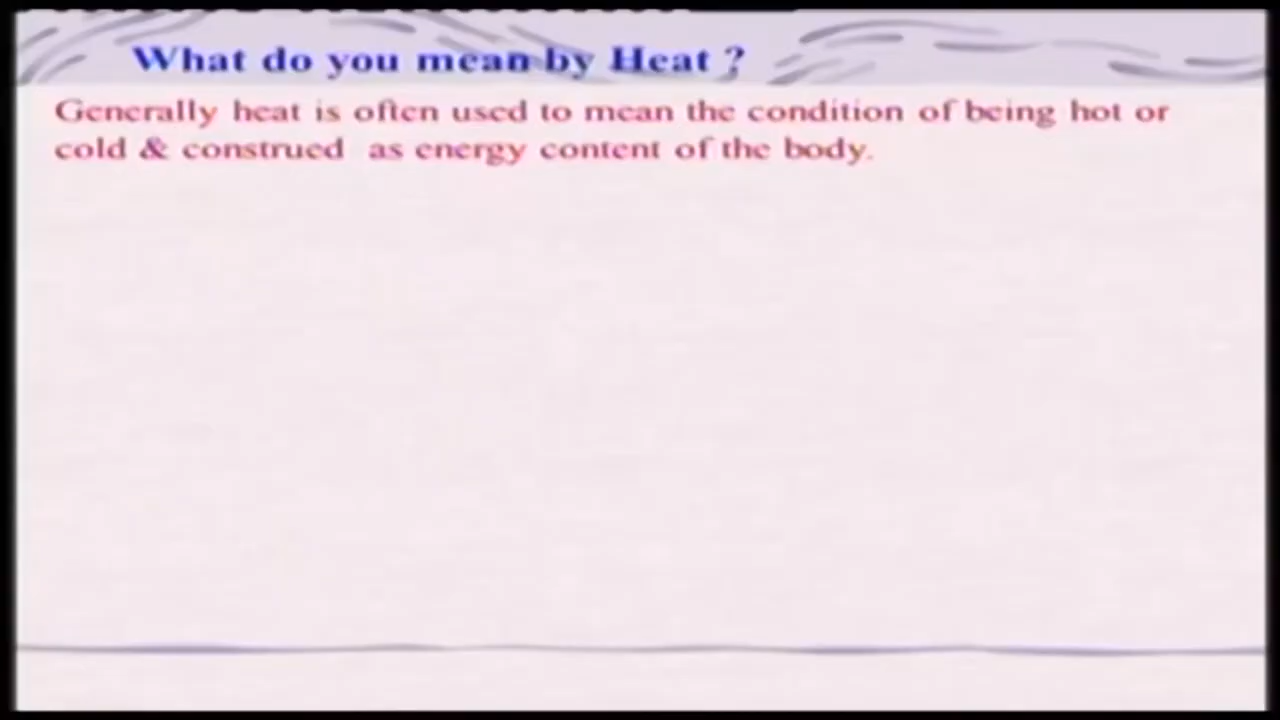 What do you mean by Heat ?
Generally heat is often used to mean the condition of being hot or
cold & construed as energy content of the body.